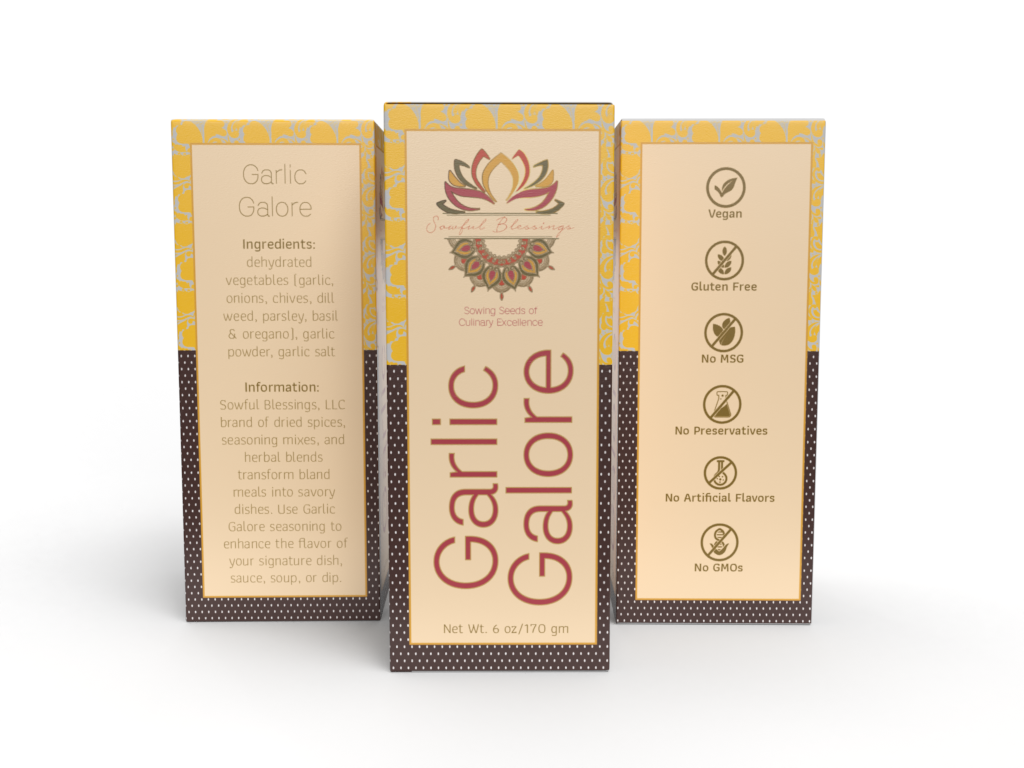 Garlic
Galore
Ingredients:
dehydrated
vegetables [garlic,
onions, chives, dill
weed, parsley, basil
& oregano], garlic
powder, garlic salt
Information:
Sowful Blessings, LLC
brand of dried spices,
seasoning mixes, and
herbal blends
transform bland
meals into savory
dishes. Use Garlic
Galore seasoning to
enhance the flavor of
your signature dish,
sauce, soup, or dip.
Sowful Blessings
Sowing Seeds of
Culinary Excellence
Garlic
Galore
Net Wt. 6 oz/170 gm
Vegan
Gluten Free
No MSG
No Preservatives
No Artificial Flavors
No GMOs